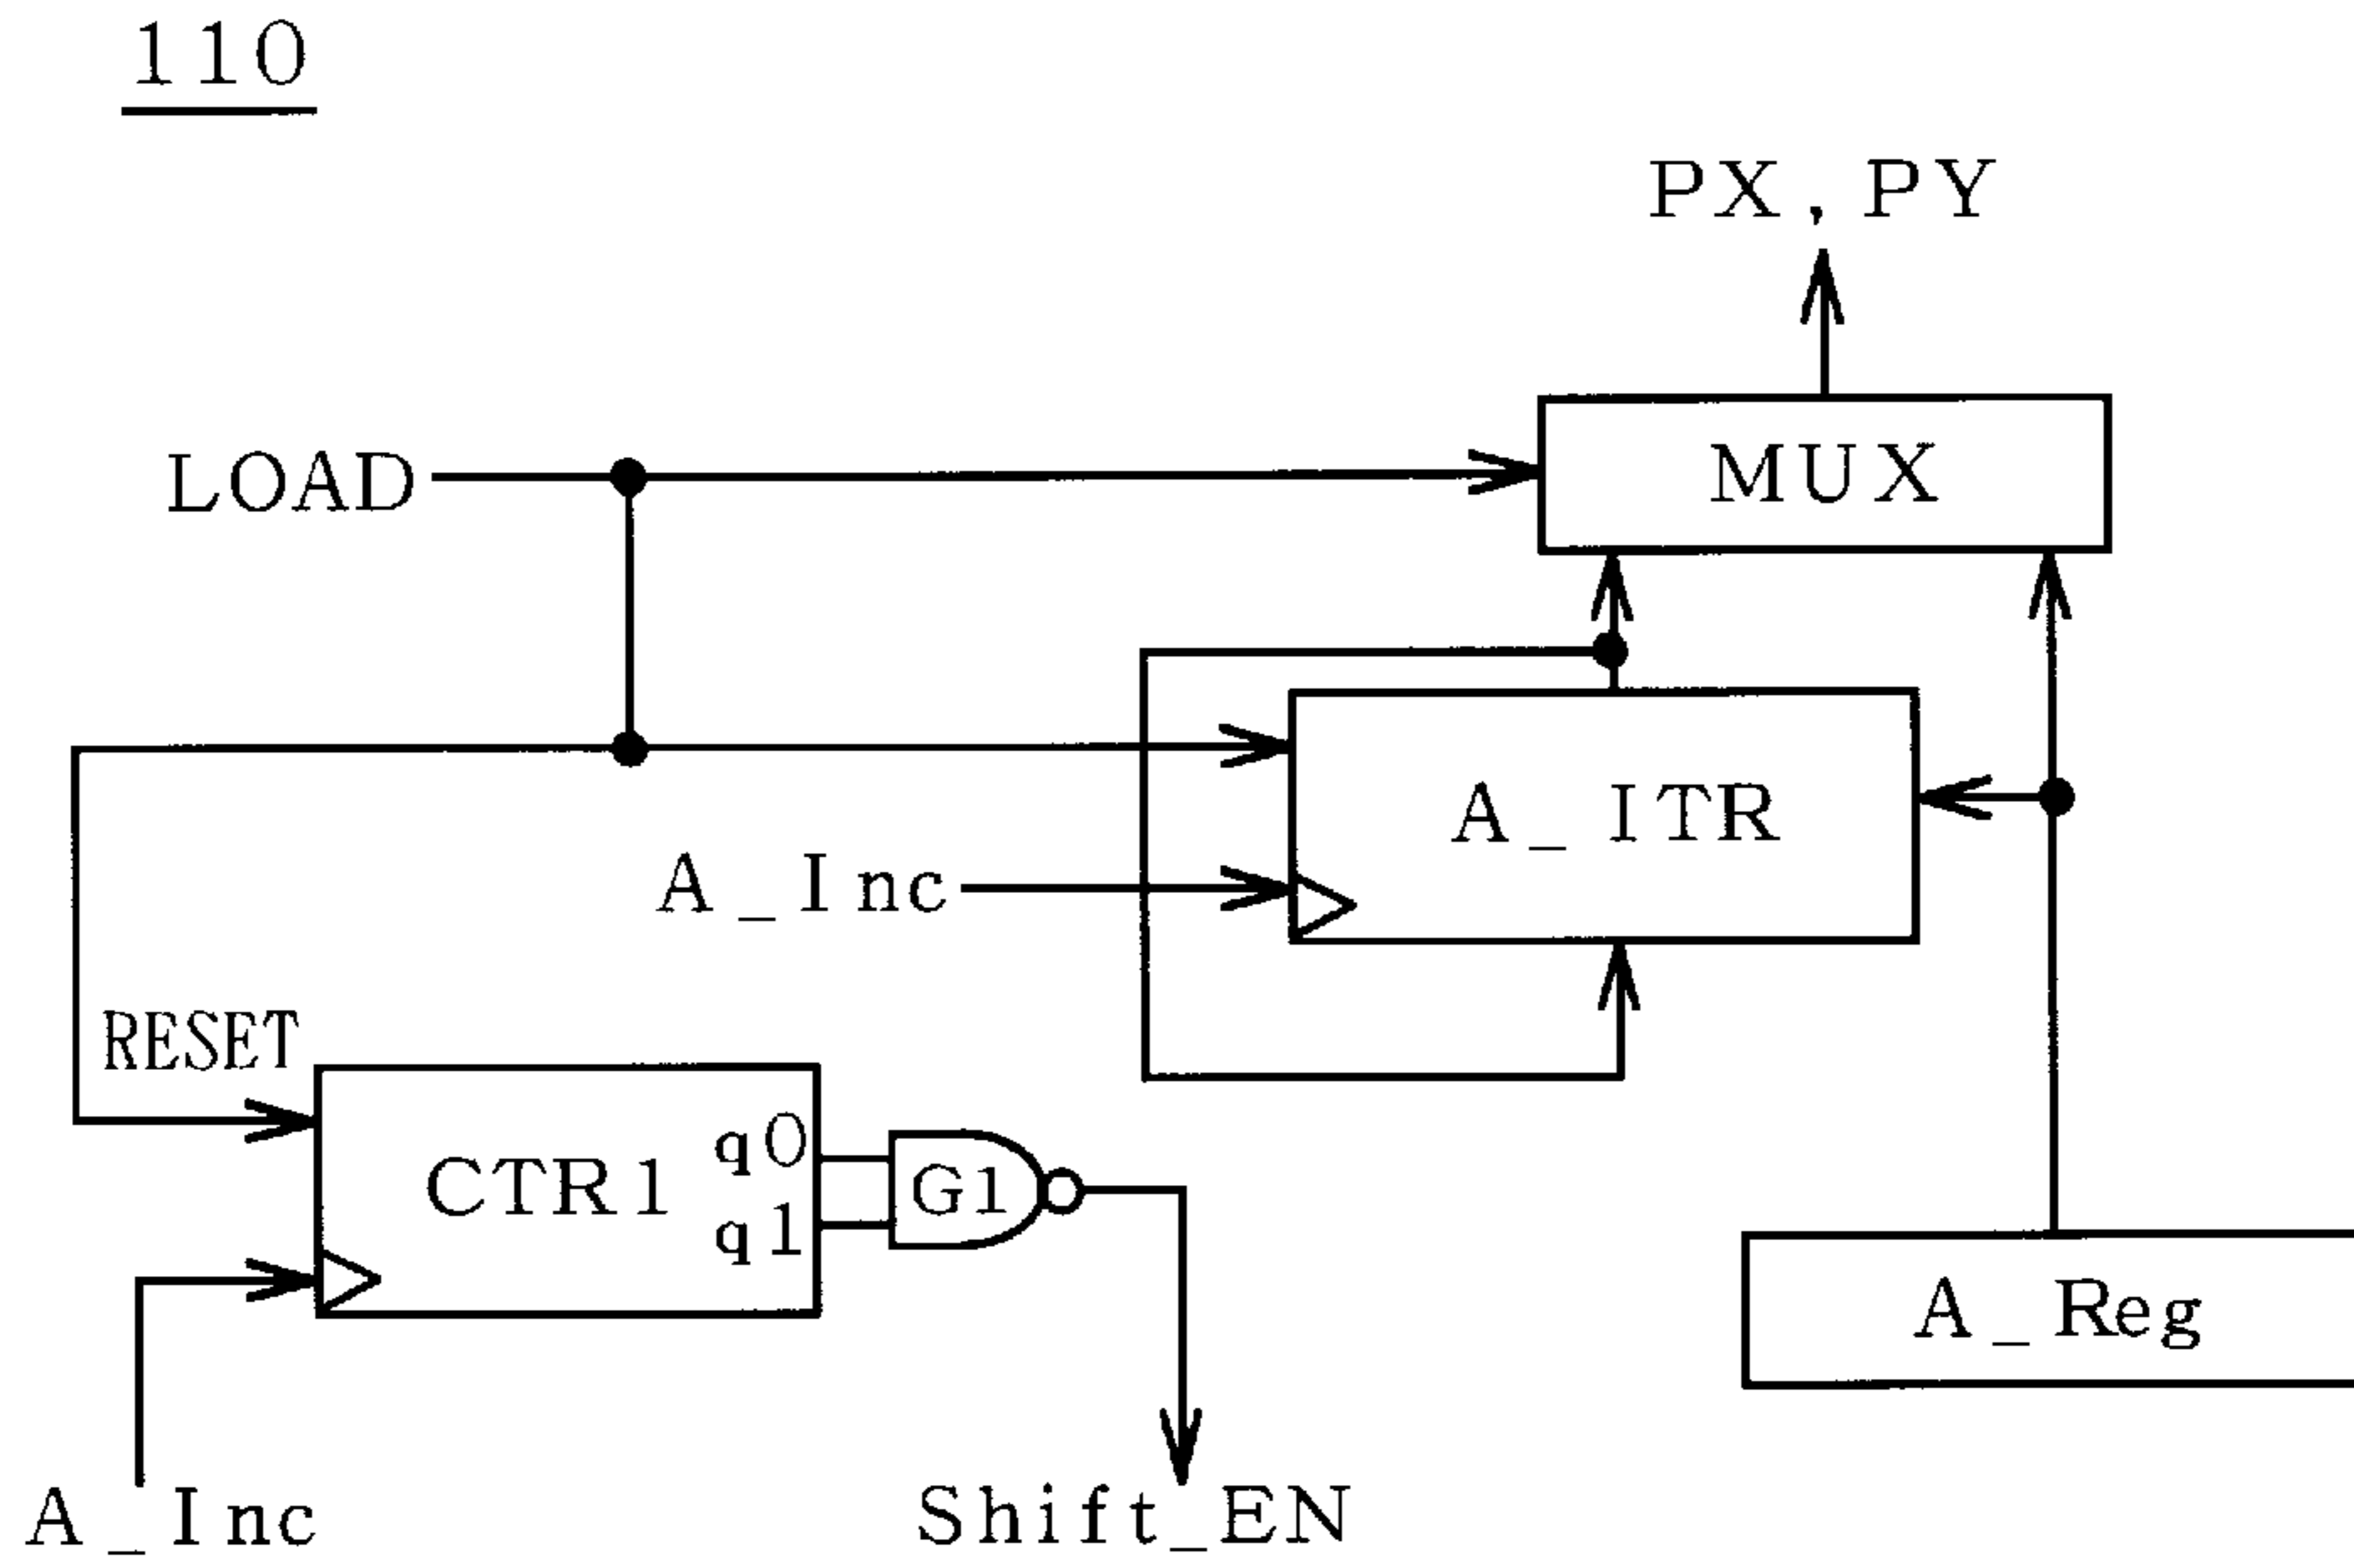 110
PX, PY
LOAD
MUX
A_ITR
A_Inc
RESET
CTR1
q0
q1
G1
A_Reg
A_Inc
Shift_EN